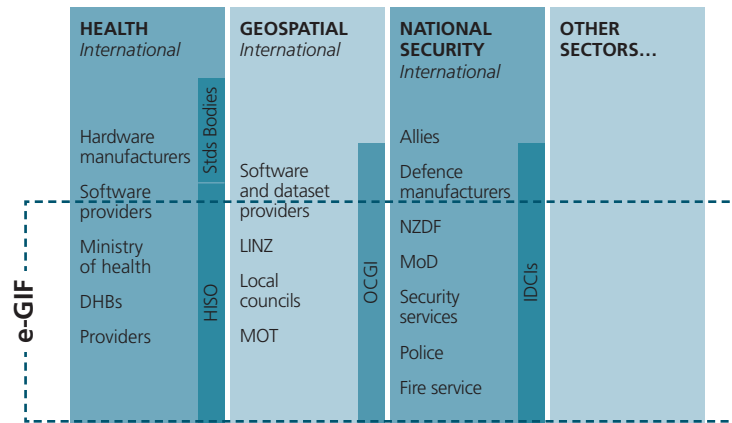 HEALTH
International
Hardware
manufacturers
Software
providers
Ministry
of health
DHBs
Providers
Stds Bodies
HISO
GEOSPATIAL
International
Software
and dataset
providers
LINZ
Local
councils
MOT
OCGI
NATIONAL
SECURITY
International
Allies
Defence
manufacturers
NZDF
MoD
Security
services
Police
Fire service
IDCIs
OTHER
SECTORS…
e-GIF